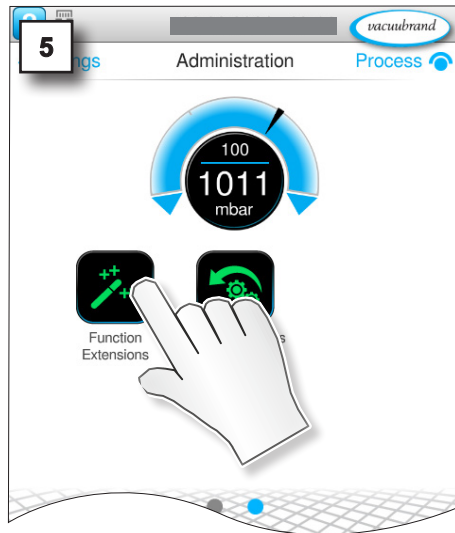 5
vacuubrand
ngs
Administration
Process
100
1011
mbar
Function
Extensions
s